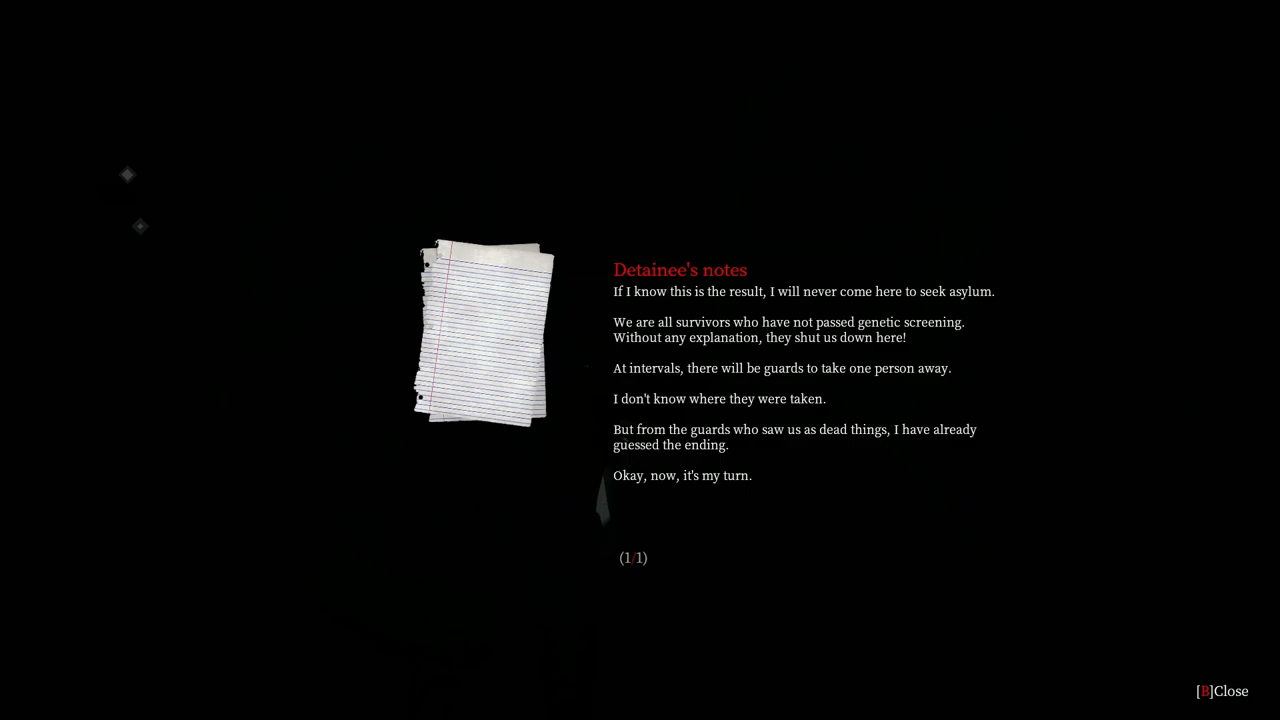 Detainee's notes
If I know this is the result, I will never come here to seek asylum.
We are all survivors who have not passed genetic screening.
Without any explanation, they shut us down here!
At intervals, there will be guards to take one person away.
I don't know where they were taken.
But from the guards who saw us as dead things, I have already
guessed the ending.
Okay, now, it's my turn.
(1/1)
[B]Close